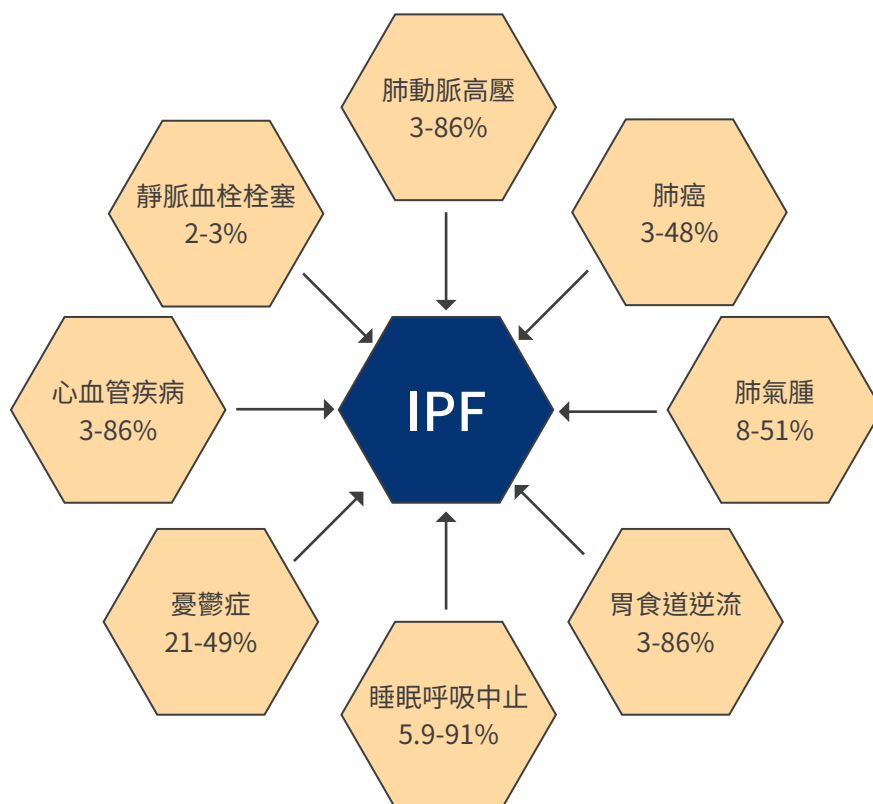 肺動脈高壓
3-86%
靜脈血栓栓塞
2-3%
肺癌
3-48%
心血管疾病
3-86%
IPF
肺氣腫
8-51%
憂鬱症
21-49%
胃食道逆流
3-86%
睡眠呼吸中止
5.9-91%